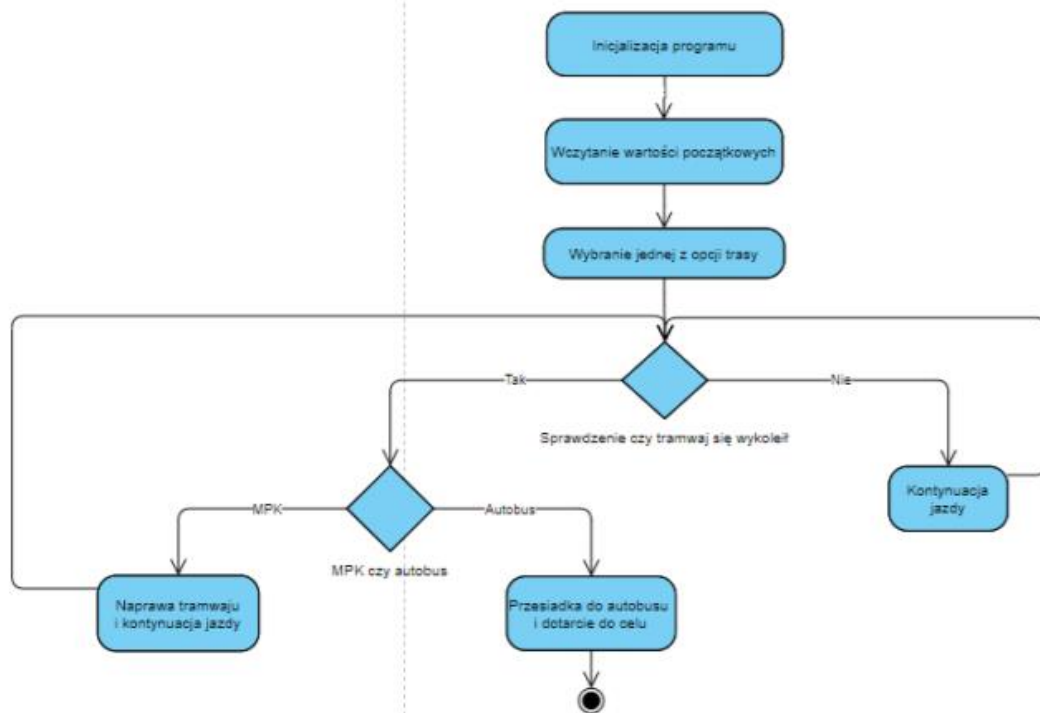 Inicjalizacja programu
Wczytanie wartości początkowych
Wybranie jednej z opcji trasy
Tak
Nie
Sprawdzenie czy tramwaj się wykoleił
Kontynuacja
jazdy
MPK
Autobus
MPK czy autobus
Naprawa tramwaju
i kontynuacja jazdy
Przesiadka do autobusu
i dotarcie do celu